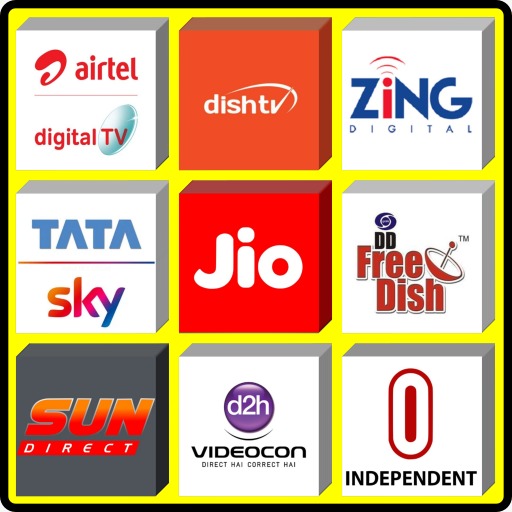 airtel
digital TV
dishtv
ZiNG
DIGITAL
TATA
sky
Jio
DD
Free
Dish
TM
SUN
DIRECT
d2h
VIDEOCON
DIRECT HAI CORRECT HAI
INDEPENDENT